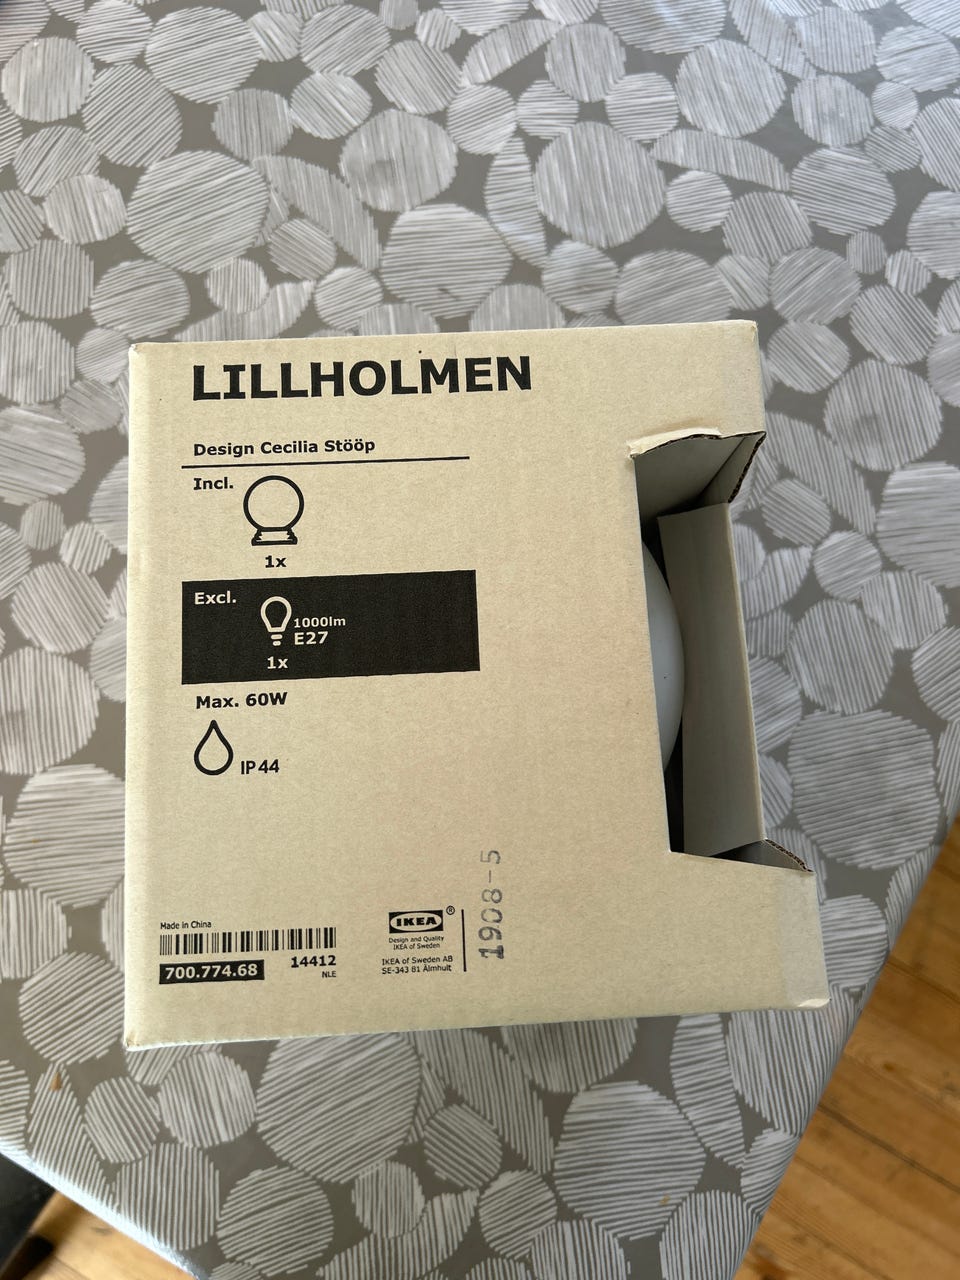 LILLHOLMEN
Design Cecilia Stööp
Incl.
1x
Excl.
1000lm
E27
1x
Max. 60W
IP44
Made in China
700.774.68
14412
NLE
IKEA®
Design and Quality
IKEA of Sweden
IKEA of Sweden AB
SE-343 81 Älmhult
1908-5